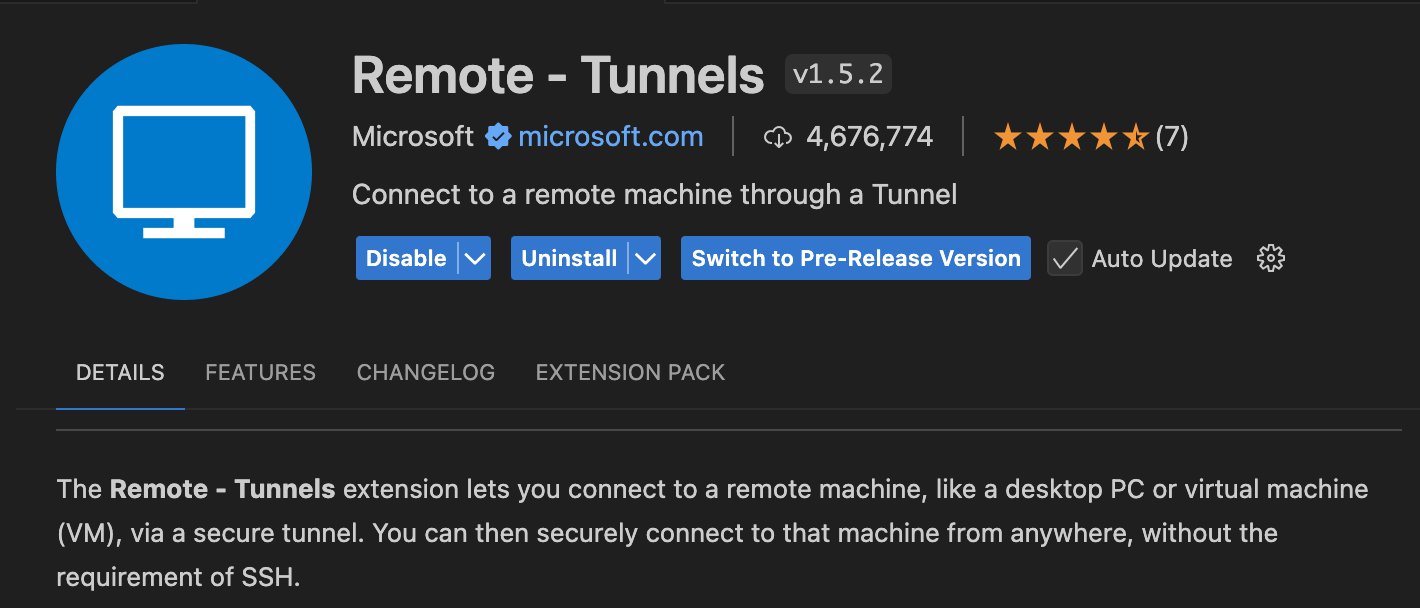 Remote - Tunnels v1.5.2
Microsoft microsoft.com 4,676,774 (7)
Connect to a remote machine through a Tunnel
Disable Uninstall Switch to Pre-Release Version Auto Update
DETAILS FEATURES CHANGELOG EXTENSION PACK
The Remote - Tunnels extension lets you connect to a remote machine, like a desktop PC or virtual machine
(VM), via a secure tunnel. You can then securely connect to that machine from anywhere, without the
requirement of SSH.